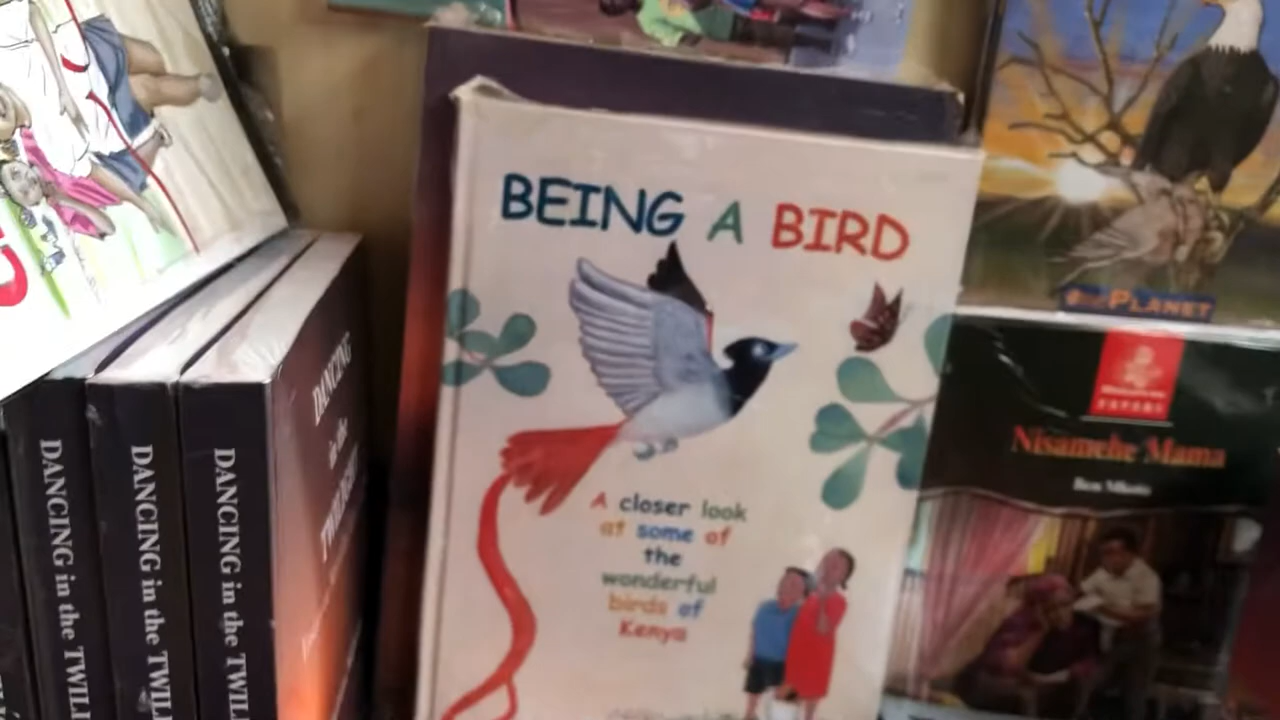 BEING A BIRD
A closer look
at some of
the
wonderful
birds of
Kenya
DANCING in the TWIL
DANCING in the TWIL
DANCING in the TWIL
DANCING
in the
TWILIGHT
PLANET
Nisamehe Mama